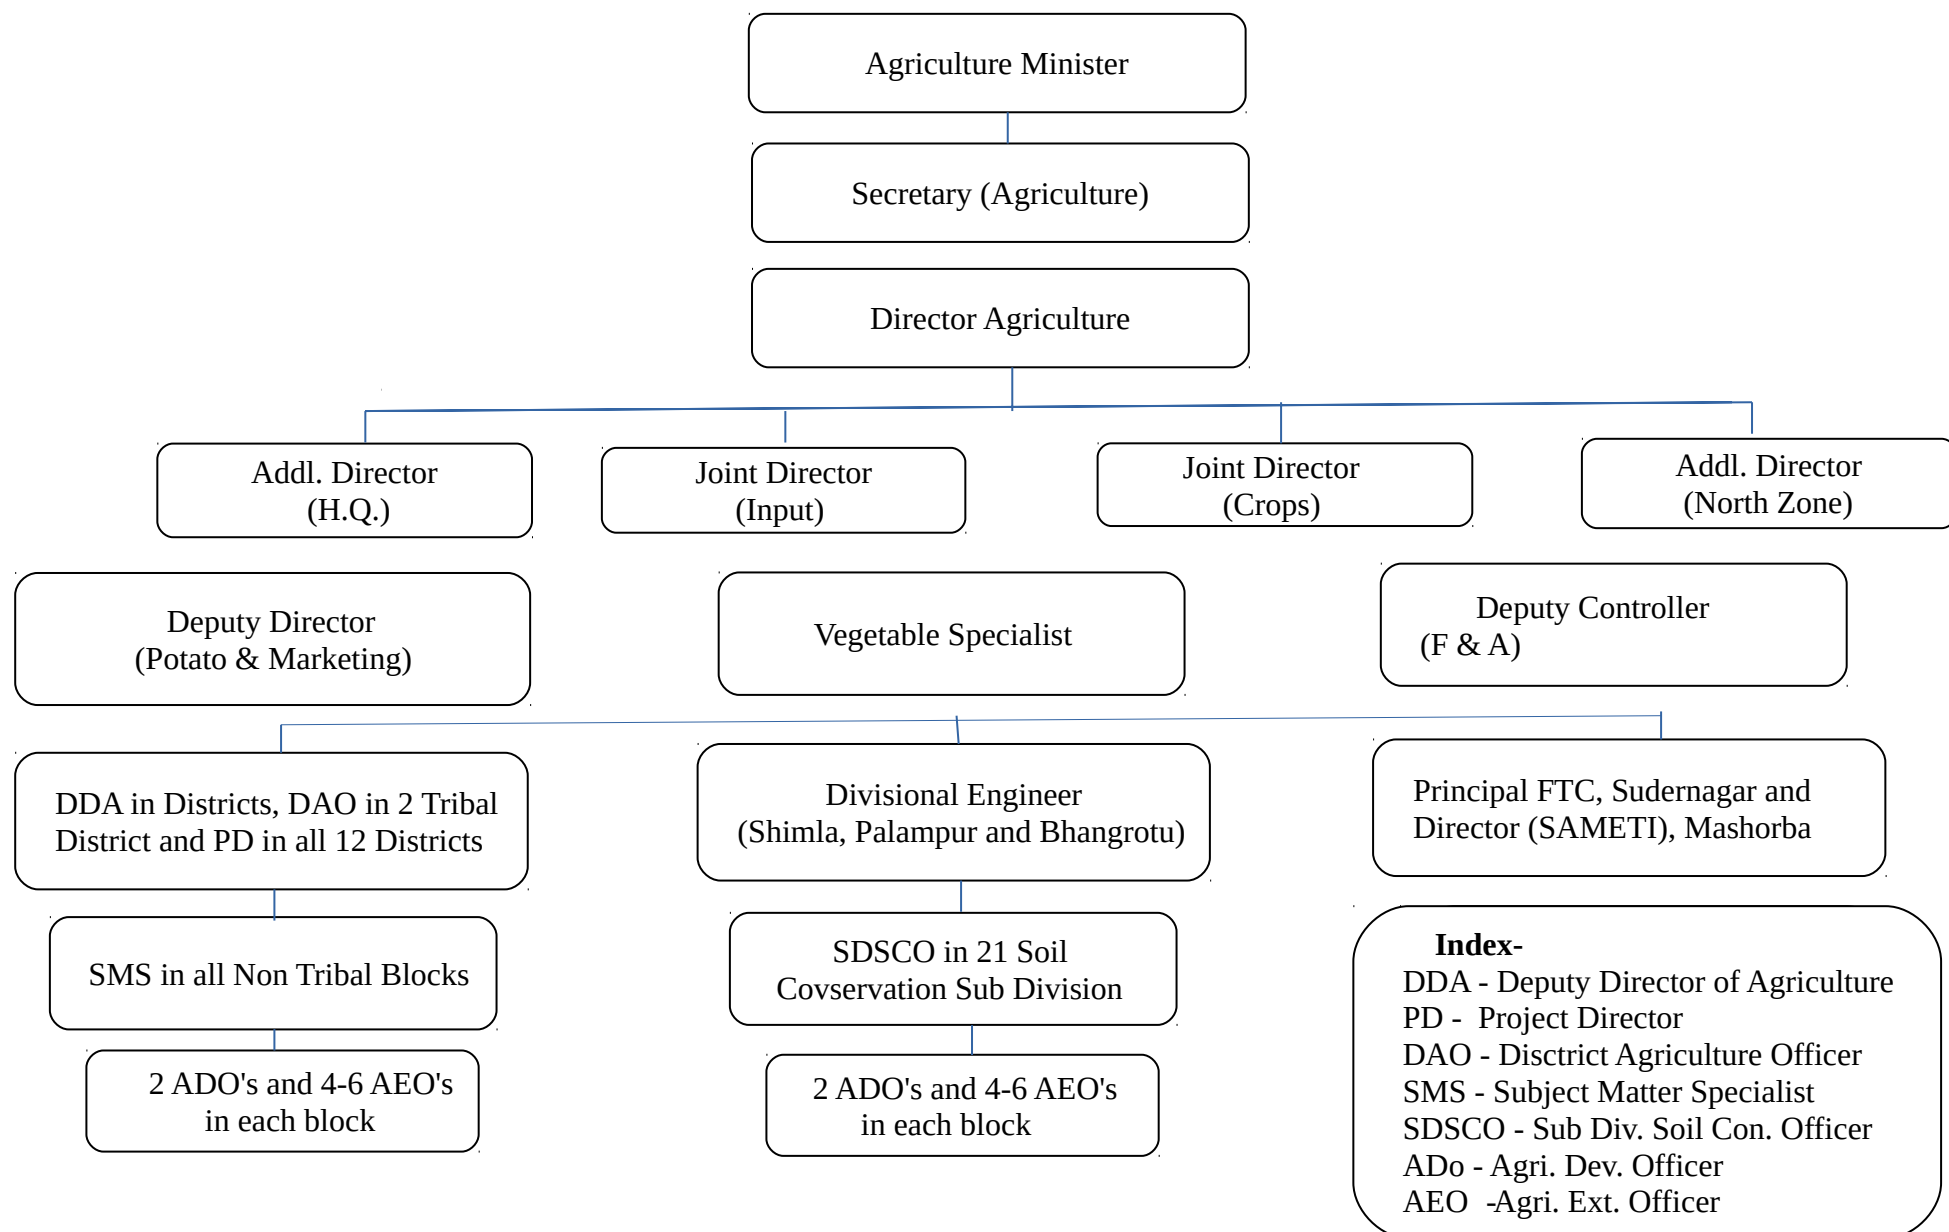 Agriculture Minister
Secretary (Agriculture)
Director Agriculture
Addl. Director
(H.Q.)
Joint Director
(Input)
Joint Director
(Crops)
Addl. Director
(North Zone)
Deputy Director
(Potato & Marketing)
Vegetable Specialist
Deputy Controller
(F & A)
DDA in Districts, DAO in 2 Tribal
District and PD in all 12 Districts
Divisional Engineer
(Shimla, Palampur and Bhangrotu)
Principal FTC, Sudernagar and
Director (SAMETI), Mashorba
SMS in all Non Tribal Blocks
SDSCO in 21 Soil
Covservation Sub Division
2 ADO's and 4-6 AEO's
in each block
2 ADO's and 4-6 AEO's
in each block
Index-
DDA - Deputy Director of Agriculture
PD - Project Director
DAO - Disctrict Agriculture Officer
SMS - Subject Matter Specialist
SDSCO - Sub Div. Soil Con. Officer
ADo - Agri. Dev. Officer
AEO -Agri. Ext. Officer